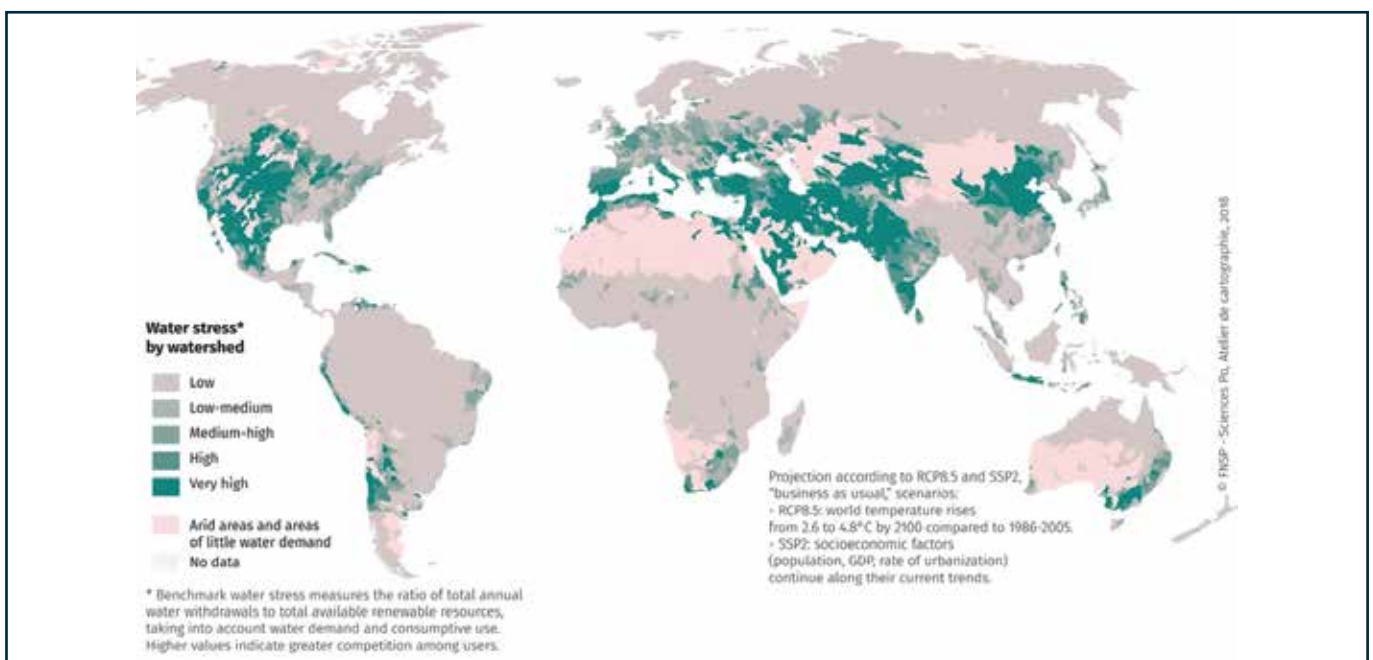 Water stress*
by watershed
Low
Low-medium
Medium-high
High
Very high
Arid areas and areas
of little water demand
No data
* Benchmark water stress measures the ratio of total annual
water withdrawals to total available renewable resources,
taking into account water demand and consumptive use.
Higher values indicate greater competition among users.
Projection according to RCP8.5 and SSP2,
"business as usual," scenarios:
- RCP8.5: world temperature rises
from 2.6 to 4.8°C by 2100 compared to 1986-2005.
- SSP2: socioeconomic factors
(population, GDP, rate of urbanization)
continue along their current trends.
© FNSP - Sciences Po, Atelier de cartographie, 2018